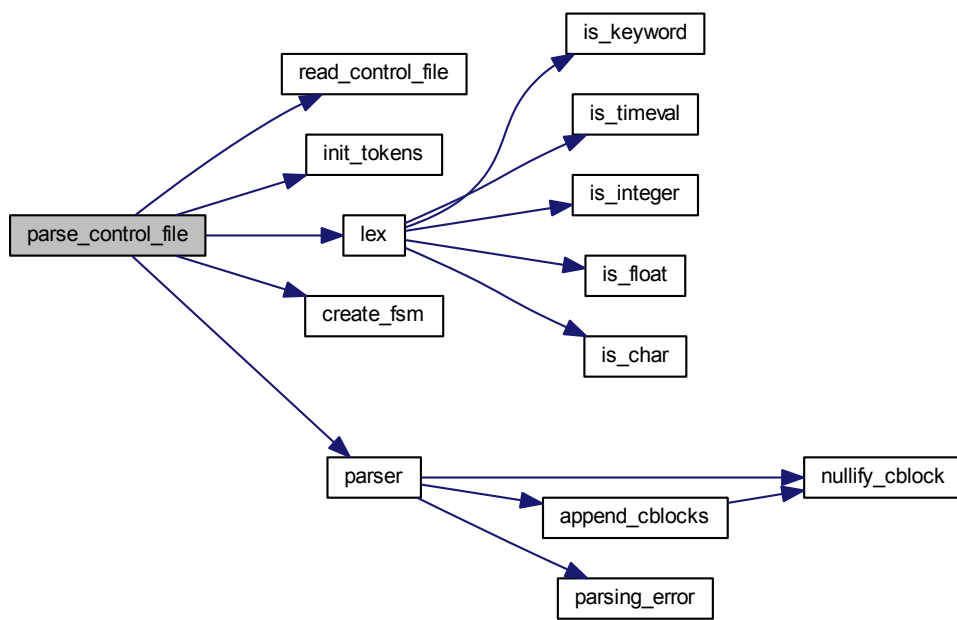 is_keyword
read_control_file
is_timeval
init_tokens
is_integer
parse_control_file
lex
is_float
create_fsm
is_char
parser
nullify_cblock
append_cblocks
parsing_error